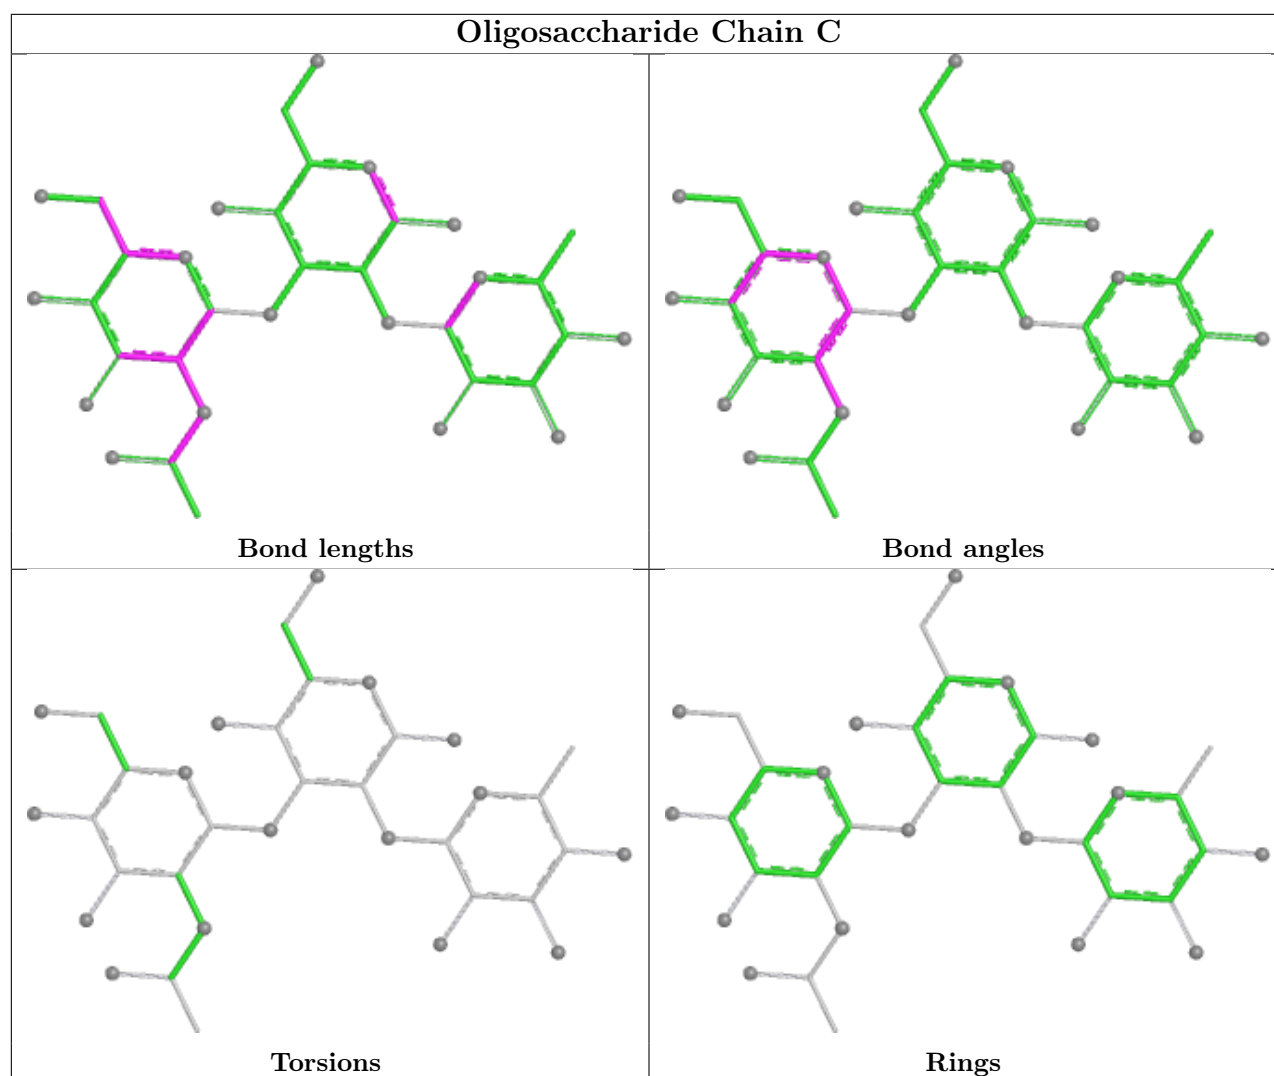 Oligosaccharide Chain C
Bond lengths
Bond angles
Torsions
Rings